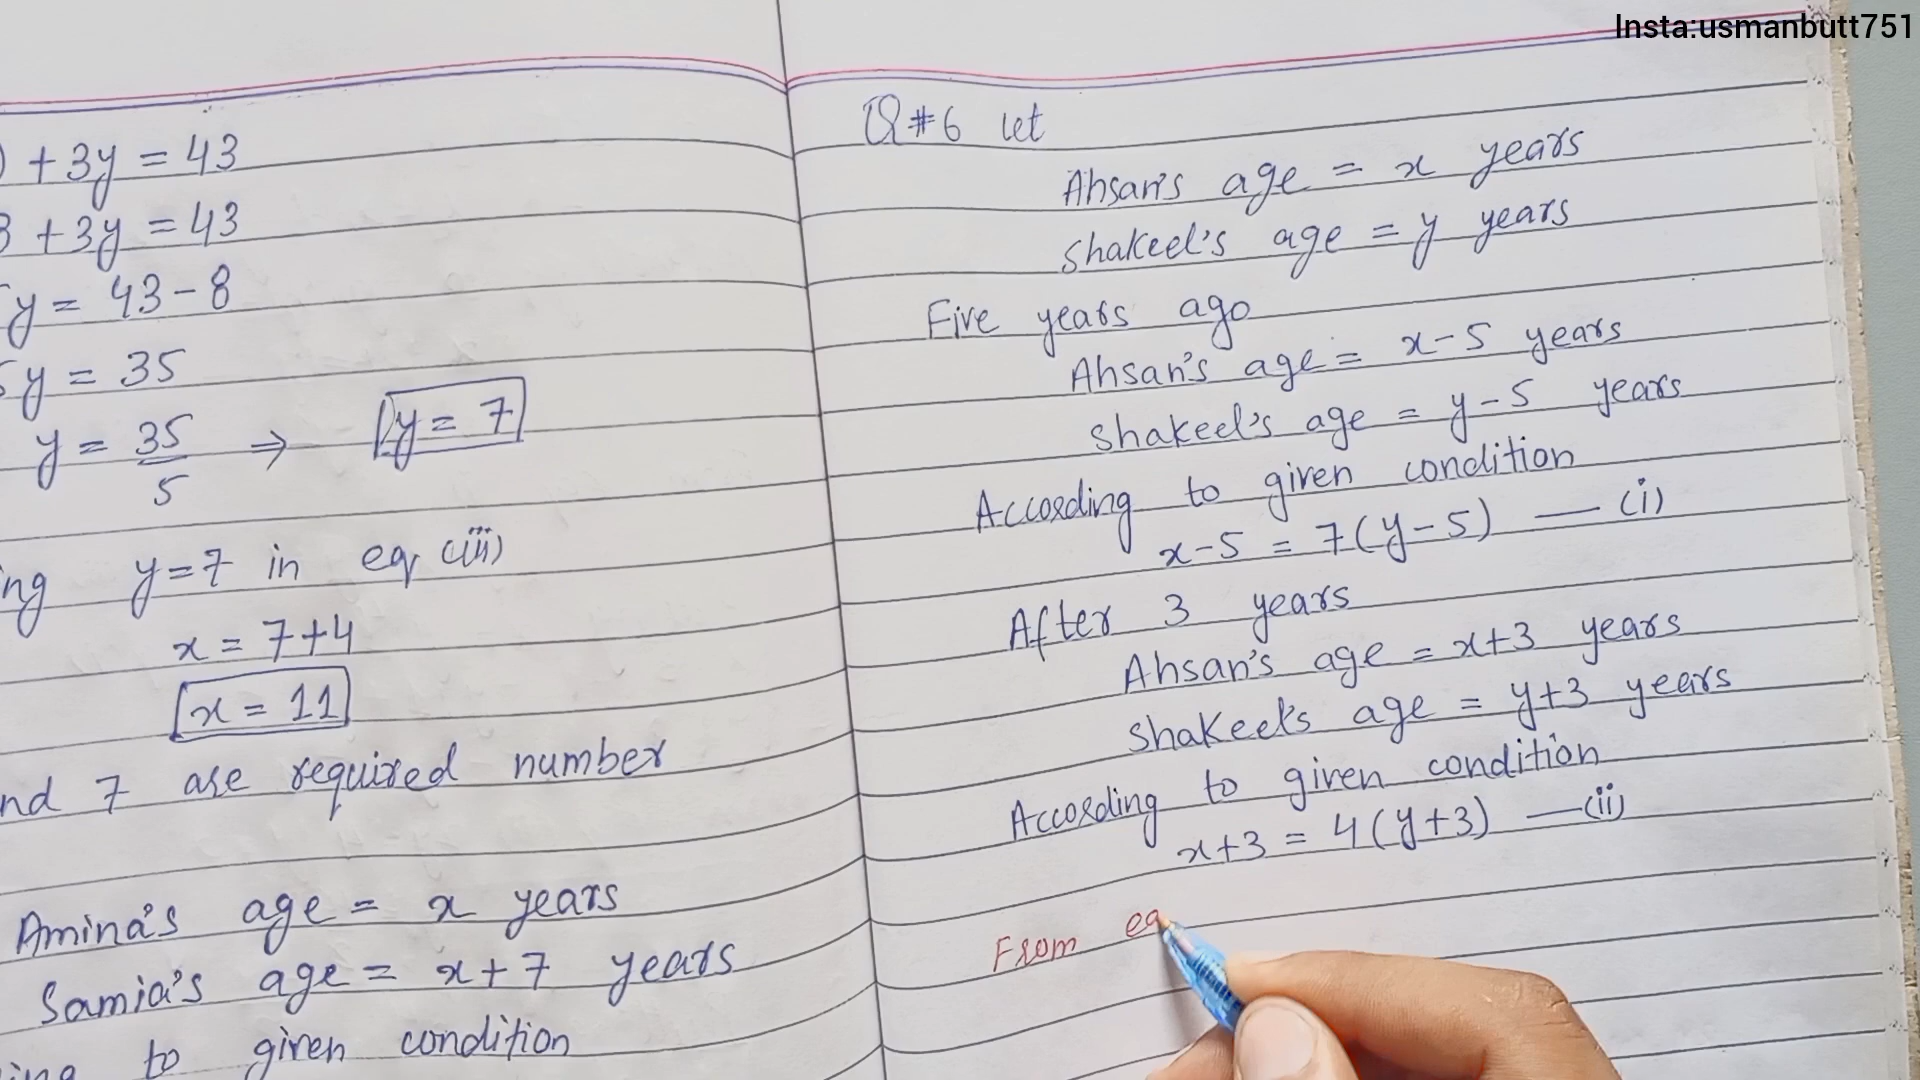 Insta:usmanbutt751
) + 3y = 43
8 + 3y = 43
y = 43 - 8
5y = 35
y = 35/5 ⇒ y = 7
y = 7 in eq (iii)
x = 7 + 4
x = 11
7 are required number
Amina's age = x years
Samia's age = x + 7 years
to given condition
Q#6 let
Ahsan's age = x years
Shakeel's age = y years
Five years ago
Ahsan's age = x - 5 years
Shakeel's age = y - 5 years
According to given condition
x - 5 = 7(y - 5) — (i)
After 3 years
Ahsan's age = x + 3 years
Shakeel's age = y + 3 years
According to given condition
x + 3 = 4(y + 3) — (ii)
From eq